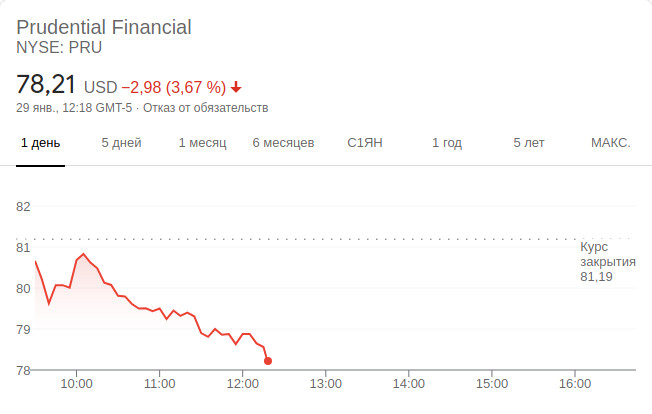 Prudential Financial
NYSE: PRU
78,21 USD −2,98 (3,67 %)
29 янв., 12:18 GMT-5 · Отказ от обязательств
1 день 5 дней 1 месяц 6 месяцев С1ЯН 1 год 5 лет МАКС.
82
81
80
79
78
Курс
закрытия
81,19
10:00 11:00 12:00 13:00 14:00 15:00 16:00